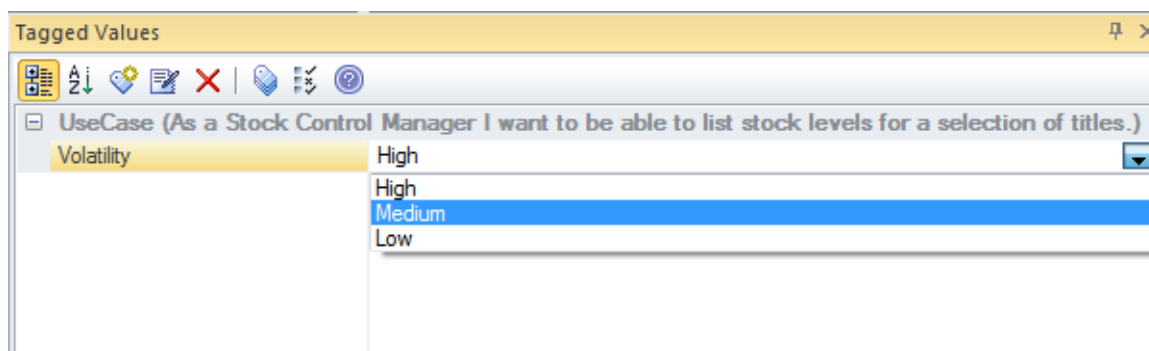 Tagged Values
UseCase (As a Stock Control Manager I want to be able to list stock levels for a selection of titles.)
Volatility High
High
Medium
Low